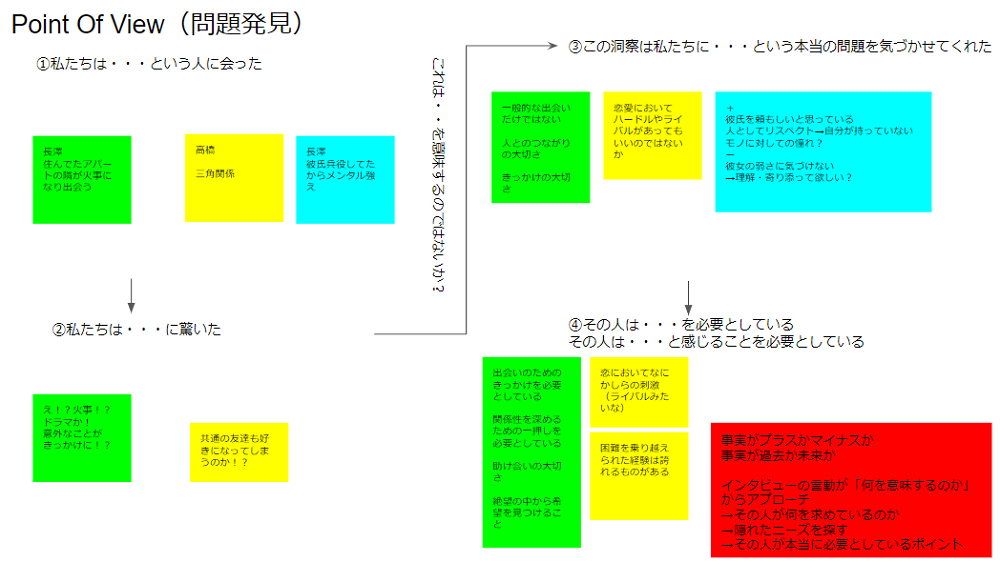 Point Of View（問題発見）
①私たちは・・・という人に会った
長澤
住んでたアパー
トの隣が火事に
なり出会う
高橋
三角関係
長澤
彼氏兵役してた
からメンタル強
え
②私たちは・・・に驚いた
え！？火事！？
ドラマか！
意外なことが
きっかけに！？
共通の友達も好
きになってしま
うのか！？
これは・・を意味するのではないか？
③この洞察は私たちに・・・という本当の問題を気づかせてくれた
一般的な出会い
だけではない
人とのつながり
の大切さ
きっかけの大切
さ
恋愛において
ハードルやライ
バルがあっても
いいのではない
か
＋
彼氏を頼もしいと思っている
人としてリスペクト→自分が持っていない
モノに対しての憧れ？
ー
彼女の弱さに気づけない
→理解・寄り添って欲しい？
④その人は・・・を必要としている
その人は・・・と感じることを必要としている
出会いのための
きっかけを必要
としている
関係性を深める
ための一押しを
必要としている
助け合いの大切
さ
絶望の中から希
望を見つけるこ
と
恋においてなに
かしらの刺激
（ライバルみた
いな）
困難を乗り越え
られた経験は誇
れるものがある
事実がプラスかマイナスか
事実が過去か未来か
インタビューの言動が「何を意味するのか」
からアプローチ
→その人が何を求めているのか
→隠れたニーズを探す
→その人が本当に必要としているポイント